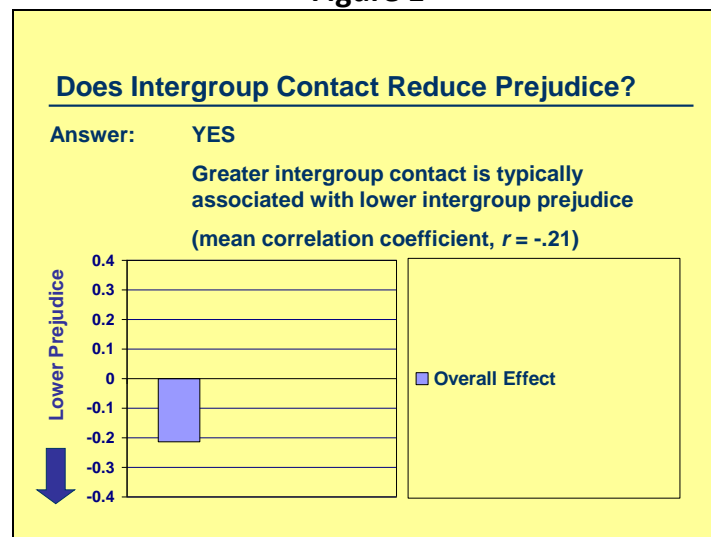 Does Intergroup Contact Reduce Prejudice?
Answer: YES
Greater intergroup contact is typically
associated with lower intergroup prejudice
(mean correlation coefficient, r = -.21)
Lower Prejudice
0.4
0.3
0.2
0.1
0
-0.1
-0.2
-0.3
-0.4
Overall Effect